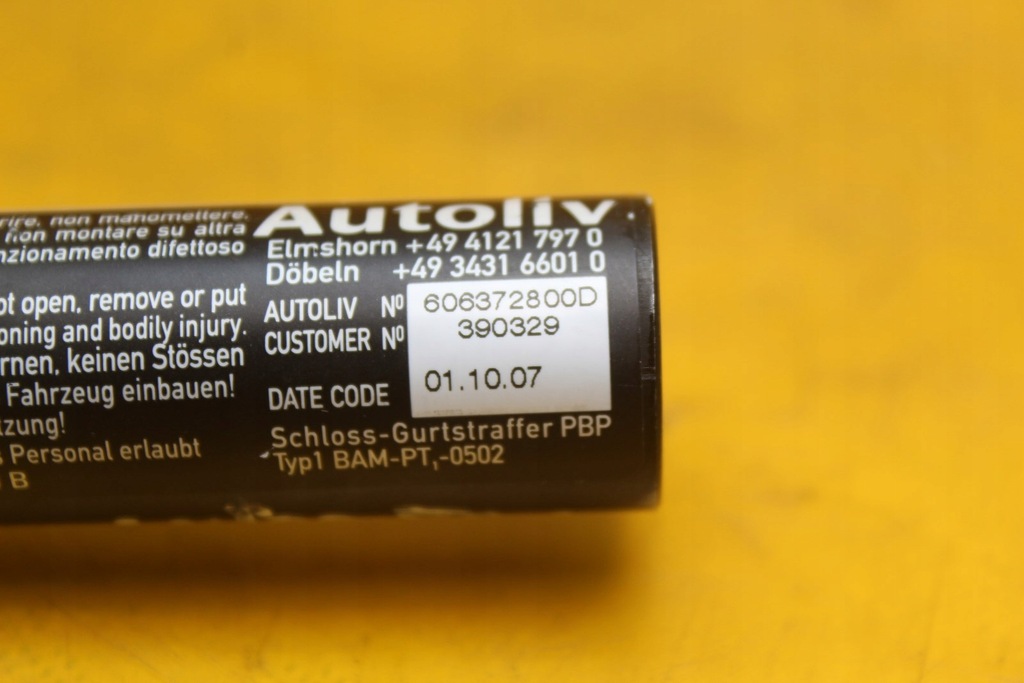 rire, non manomettere,
non montare su altra
nzionamento difettoso
ot open, remove or put
oning and bodily injury.
rnen, keinen Stössen
Fahrzeug einbauen!
tzung!
s Personal erlaubt
B
Autoliv
Elmshorn +49 4121 797 0
Döbeln +49 3431 6601 0
AUTOLIV Nº 606372800D
CUSTOMER Nº 390329
DATE CODE 01.10.07
Schloss-Gurtstraffer PBP
Typ1 BAM-PT,-0502